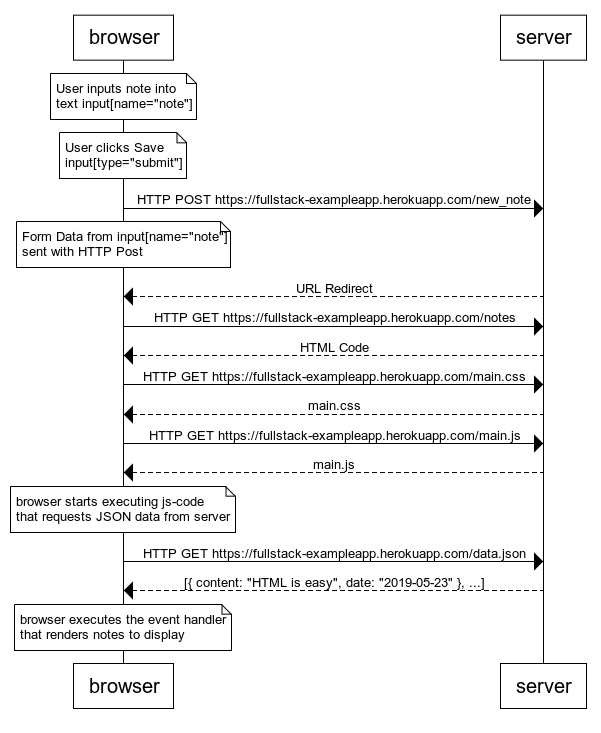 browser
server
User inputs note into
text input[name="note"]
User clicks Save
input[type="submit"]
HTTP POST https://fullstack-exampleapp.herokuapp.com/new_note
Form Data from input[name="note"]
sent with HTTP Post
URL Redirect
HTTP GET https://fullstack-exampleapp.herokuapp.com/notes
HTML Code
HTTP GET https://fullstack-exampleapp.herokuapp.com/main.css
main.css
HTTP GET https://fullstack-exampleapp.herokuapp.com/main.js
main.js
browser starts executing js-code
that requests JSON data from server
HTTP GET https://fullstack-exampleapp.herokuapp.com/data.json
[{ content: "HTML is easy", date: "2019-05-23" }, ...]
browser executes the event handler
that renders notes to display
browser
server